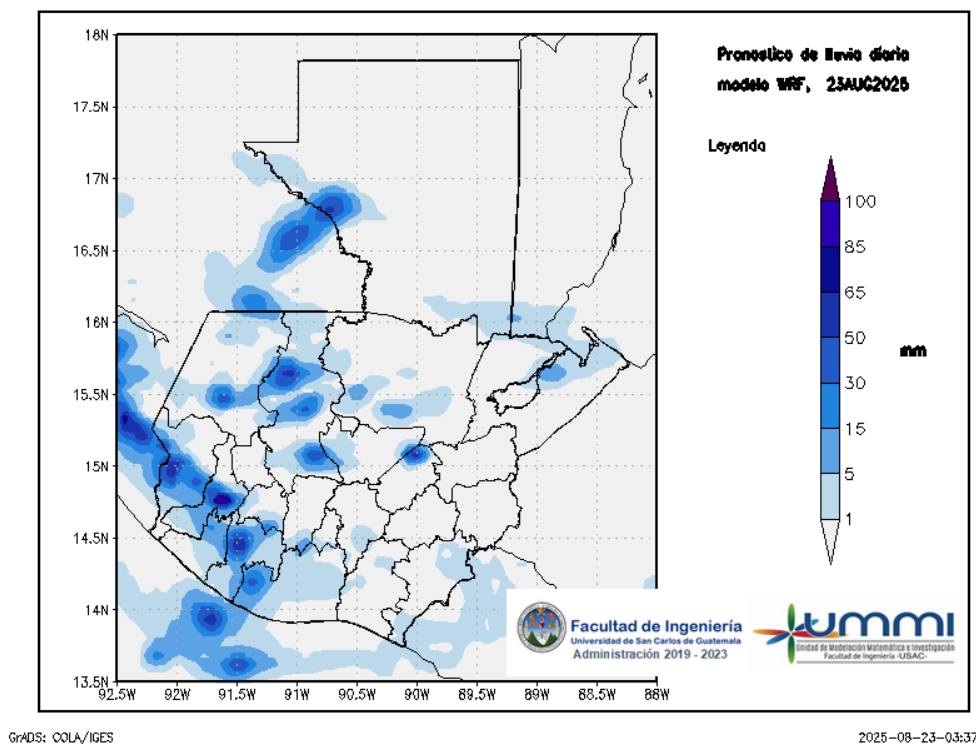 Pronostico de lluvia diaria
modelo WRF, 23AUG2025
Leyenda
100
85
65
50
30
15
5
1
mm
18N
17.5N
17N
16.5N
16N
15.5N
15N
14.5N
14N
13.5N
92.5W
92W
91.5W
91W
90.5W
90W
89.5W
89W
88.5W
88W
Facultad de Ingeniería
Universidad de San Carlos de Guatemala
Administración 2019 - 2023
UMMI
Unidad de Modelación Matemática e Investigación
Facultad de Ingeniería -USAC-
GrADS: COLA/IGES
2025-08-23-03:37